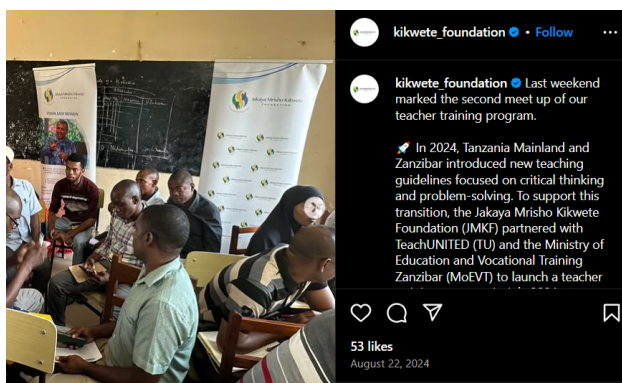 Jakaya Mrisho Kikwete
FOUNDATION
kikwete_foundation • Follow
kikwete_foundation Last weekend
marked the second meet up of our
teacher training program.
🚀 In 2024, Tanzania Mainland and
Zanzibar introduced new teaching
guidelines focused on critical thinking
and problem-solving. To support this
transition, the Jakaya Mrisho Kikwete
Foundation (JMKF) partnered with
TeachUNITED (TU) and the Ministry of
Education and Vocational Training
Zanzibar (MoEVT) to launch a teacher
53 likes
August 22, 2024